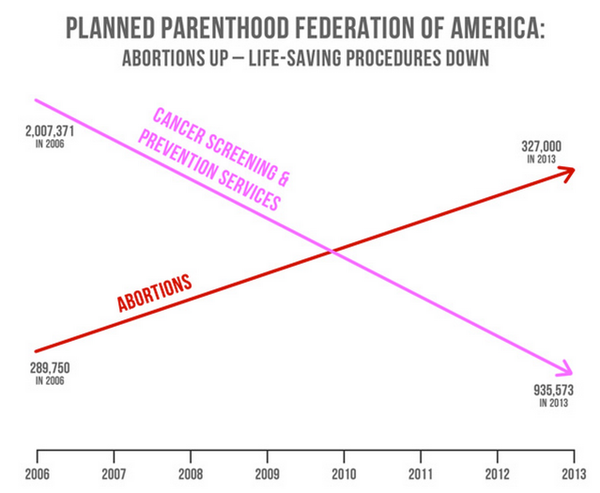 PLANNED PARENTHOOD FEDERATION OF AMERICA:
ABORTIONS UP – LIFE-SAVING PROCEDURES DOWN
2,007,371
IN 2006
CANCER SCREENING &
PREVENTION SERVICES
327,000
IN 2013
ABORTIONS
289,750
IN 2006
935,573
IN 2013
2006 2007 2008 2009 2010 2011 2012 2013